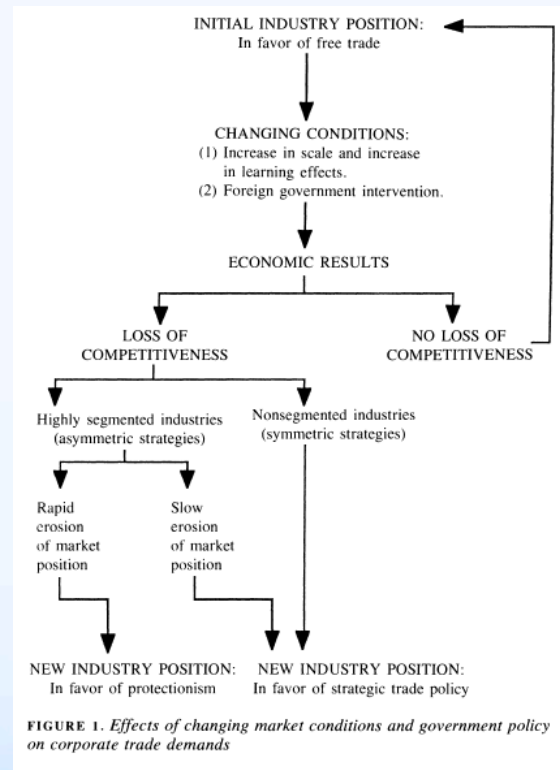 INITIAL INDUSTRY POSITION:
In favor of free trade
CHANGING CONDITIONS:
(1) Increase in scale and increase
in learning effects.
(2) Foreign government intervention.
ECONOMIC RESULTS
LOSS OF
COMPETITIVENESS
NO LOSS OF
COMPETITIVENESS
Highly segmented industries
(asymmetric strategies)
Nonsegmented industries
(symmetric strategies)
Rapid
erosion
of market
position
Slow
erosion
of market
position
NEW INDUSTRY POSITION:
In favor of protectionism
NEW INDUSTRY POSITION:
In favor of strategic trade policy
FIGURE 1. Effects of changing market conditions and government policy
on corporate trade demands